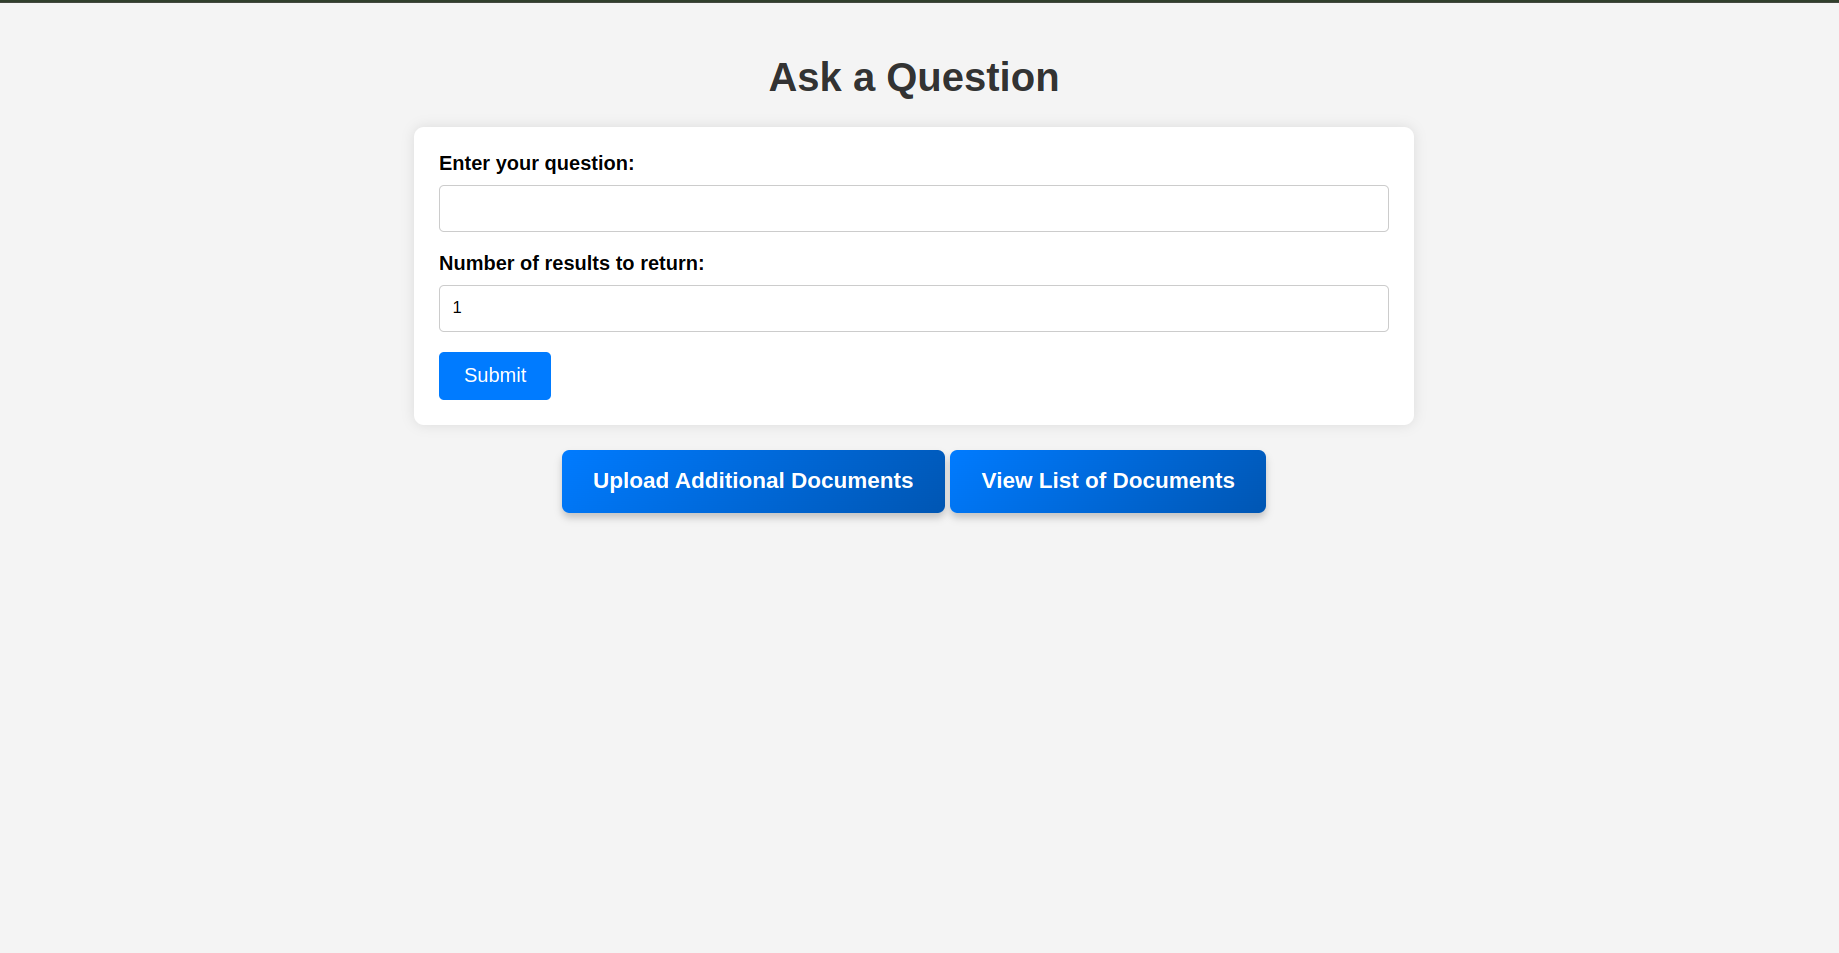 Ask a Question
Enter your question:
Number of results to return:
1
Submit
Upload Additional Documents View List of Documents